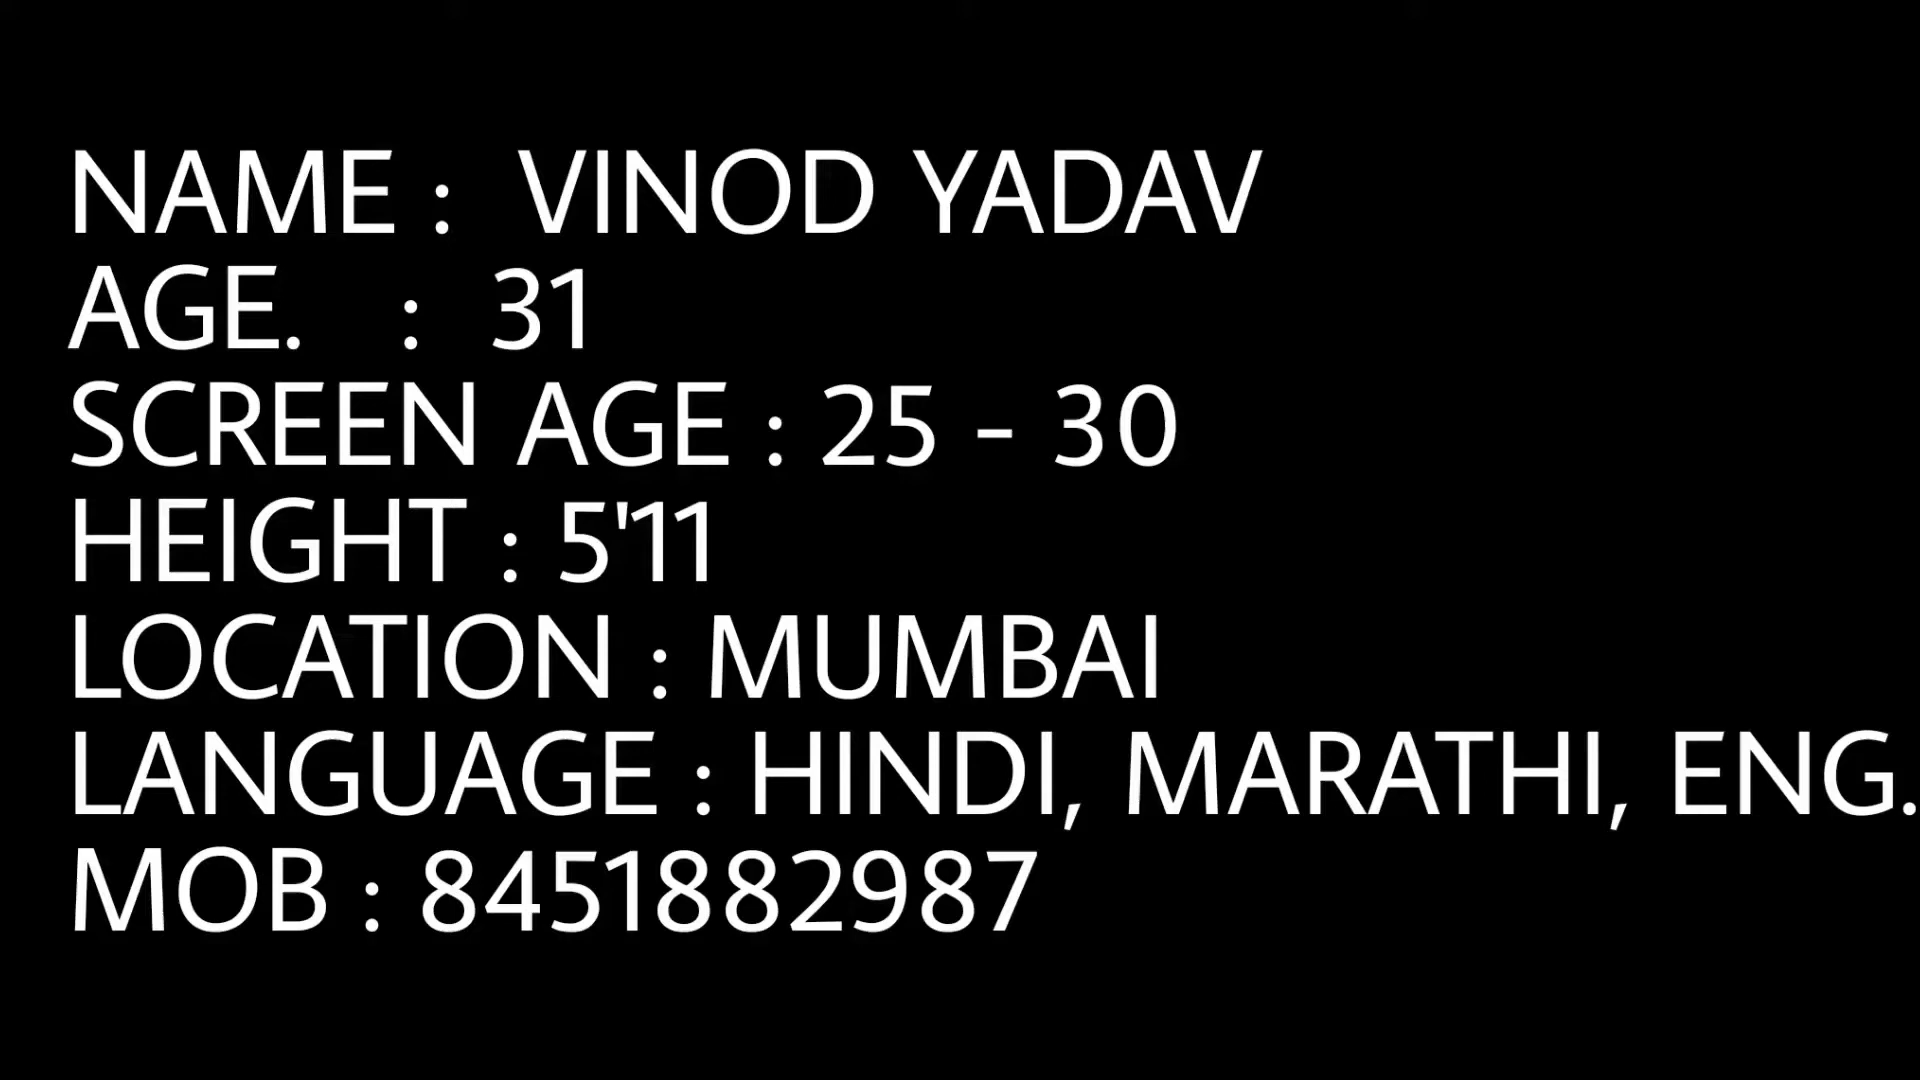 NAME :  VINOD YADAV
AGE.   :  31
SCREEN AGE : 25 - 30
HEIGHT : 5'11
LOCATION : MUMBAI
LANGUAGE : HINDI, MARATHI, ENG.
MOB : 8451882987